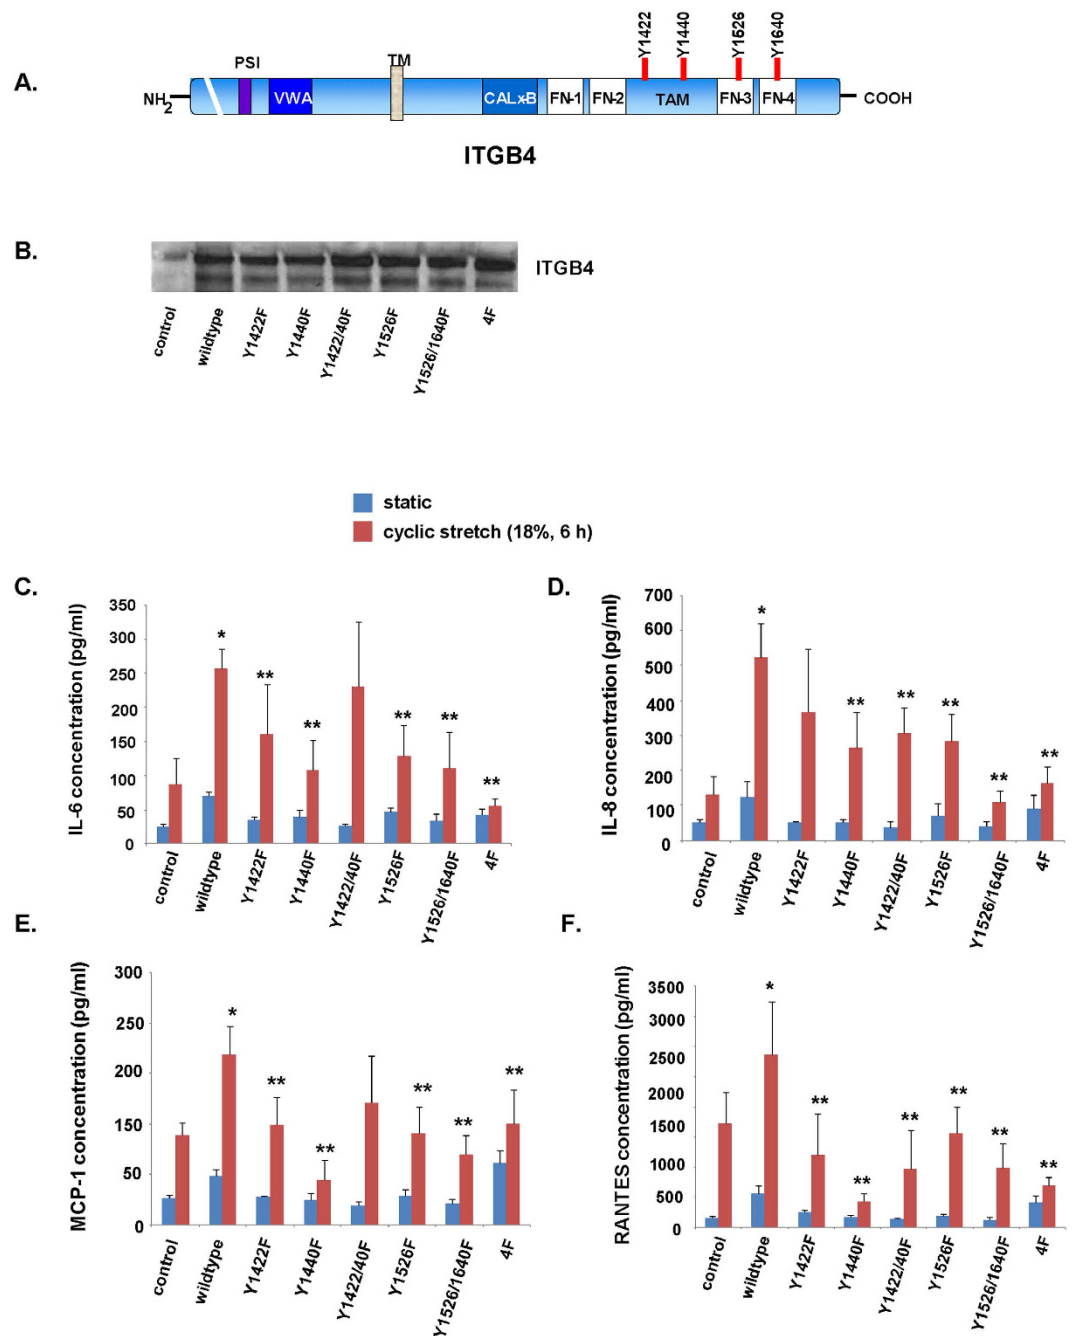 A.
NH2
PSI
VWA
TM
CALxB
FN-1
FN-2
TAM
FN-3
FN-4
Y1422
Y1440
Y1526
Y1640
COOH
ITGB4
B.
ITGB4
control
wildtype
Y1422F
Y1440F
Y1422/40F
Y1526F
Y1526/1640F
4F
static
cyclic stretch (18%, 6 h)
C.
IL-6 concentration (pg/ml)
350
300
250
200
150
100
50
0
*
**
**
**
**
**
control
wildtype
Y1422F
Y1440F
Y1422/40F
Y1526F
Y1526/1640F
4F
D.
IL-8 concentration (pg/ml)
700
600
500
400
300
200
100
0
*
**
**
**
**
**
control
wildtype
Y1422F
Y1440F
Y1422/40F
Y1526F
Y1526/1640F
4F
E.
MCP-1 concentration (pg/ml)
300
250
200
150
50
0
*
**
**
**
**
**
control
wildtype
Y1422F
Y1440F
Y1422/40F
Y1526F
Y1526/1640F
4F
F.
RANTES concentration (pg/ml)
3500
3000
2500
2000
1500
1000
500
0
*
**
**
**
**
**
**
control
wildtype
Y1422F
Y1440F
Y1422/40F
Y1526F
Y1526/1640F
4F